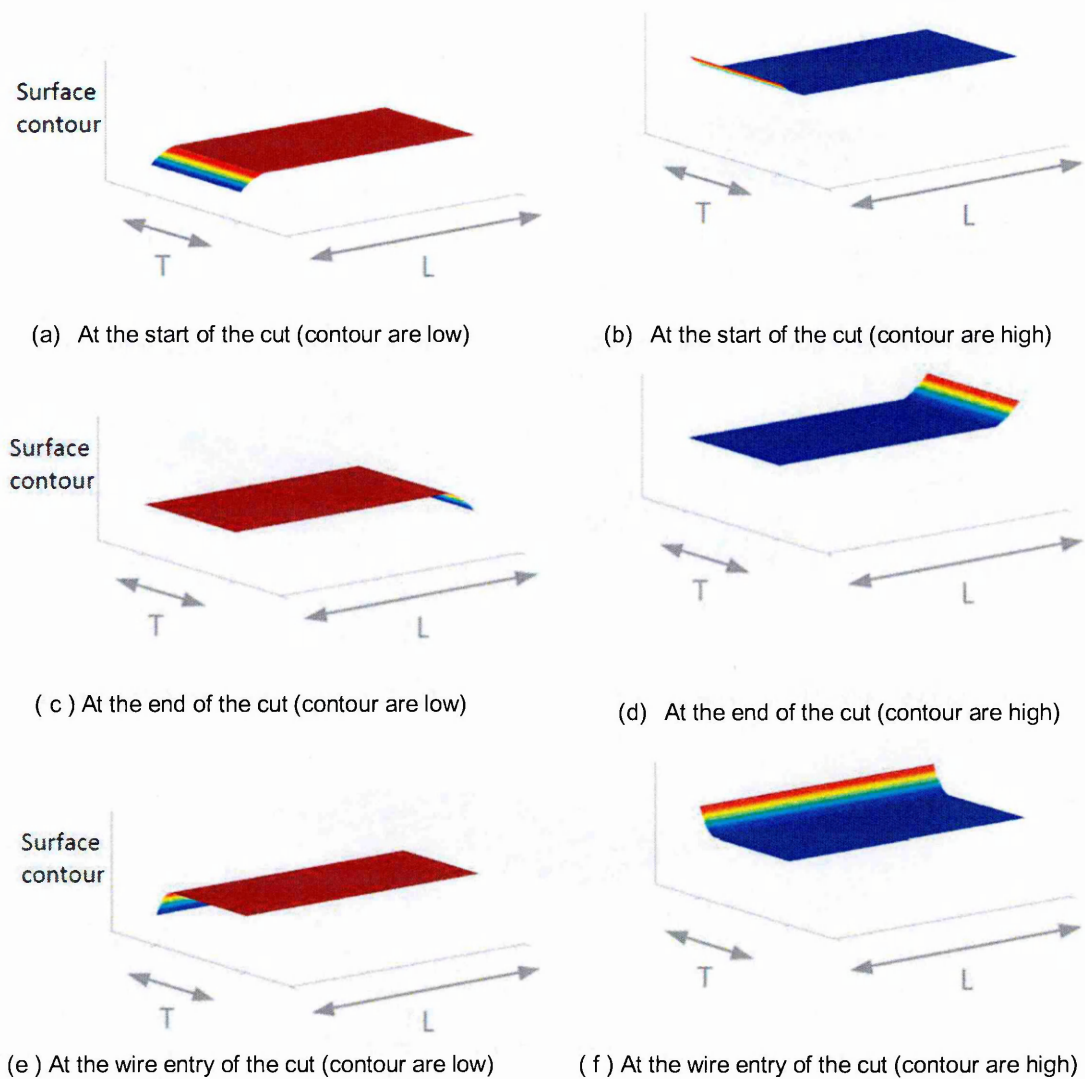 Surface
contour
T
L
T
L
(a) At the start of the cut (contour are low)
(b) At the start of the cut (contour are high)
Surface
contour
T
L
T
L
( c ) At the end of the cut (contour are low)
(d) At the end of the cut (contour are high)
Surface
contour
T
L
T
L
(e ) At the wire entry of the cut (contour are low)
( f ) At the wire entry of the cut (contour are high)